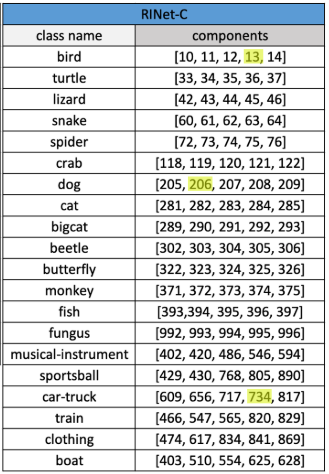 RINet-C
class name components
bird [10, 11, 12, 13, 14]
turtle [33, 34, 35, 36, 37]
lizard [42, 43, 44, 45, 46]
snake [60, 61, 62, 63, 64]
spider [72, 73, 74, 75, 76]
crab [118, 119, 120, 121, 122]
dog [205, 206, 207, 208, 209]
cat [281, 282, 283, 284, 285]
bigcat [289, 290, 291, 292, 293]
beetle [302, 303, 304, 305, 306]
butterfly [322, 323, 324, 325, 326]
monkey [371, 372, 373, 374, 375]
fish [393,394, 395, 396, 397]
fungus [992, 993, 994, 995, 996]
musical-instrument [402, 420, 486, 546, 594]
sportsball [429, 430, 768, 805, 890]
car-truck [609, 656, 717, 734, 817]
train [466, 547, 565, 820, 829]
clothing [474, 617, 834, 841, 869]
boat [403, 510, 554, 625, 628]